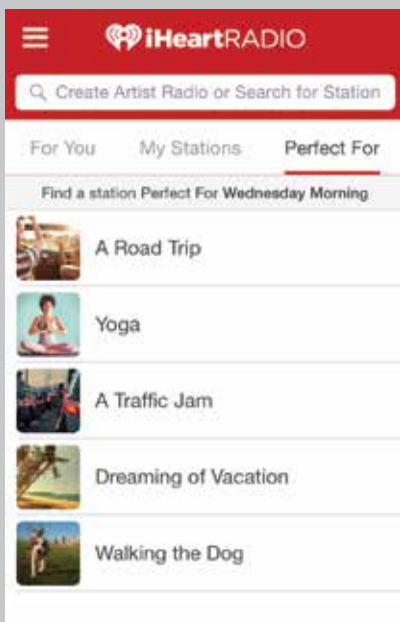 iHeartRADIO
Create Artist Radio or Search for Station
For You My Stations Perfect For
Find a station Perfect For Wednesday Morning
A Road Trip
Yoga
A Traffic Jam
Dreaming of Vacation
Walking the Dog